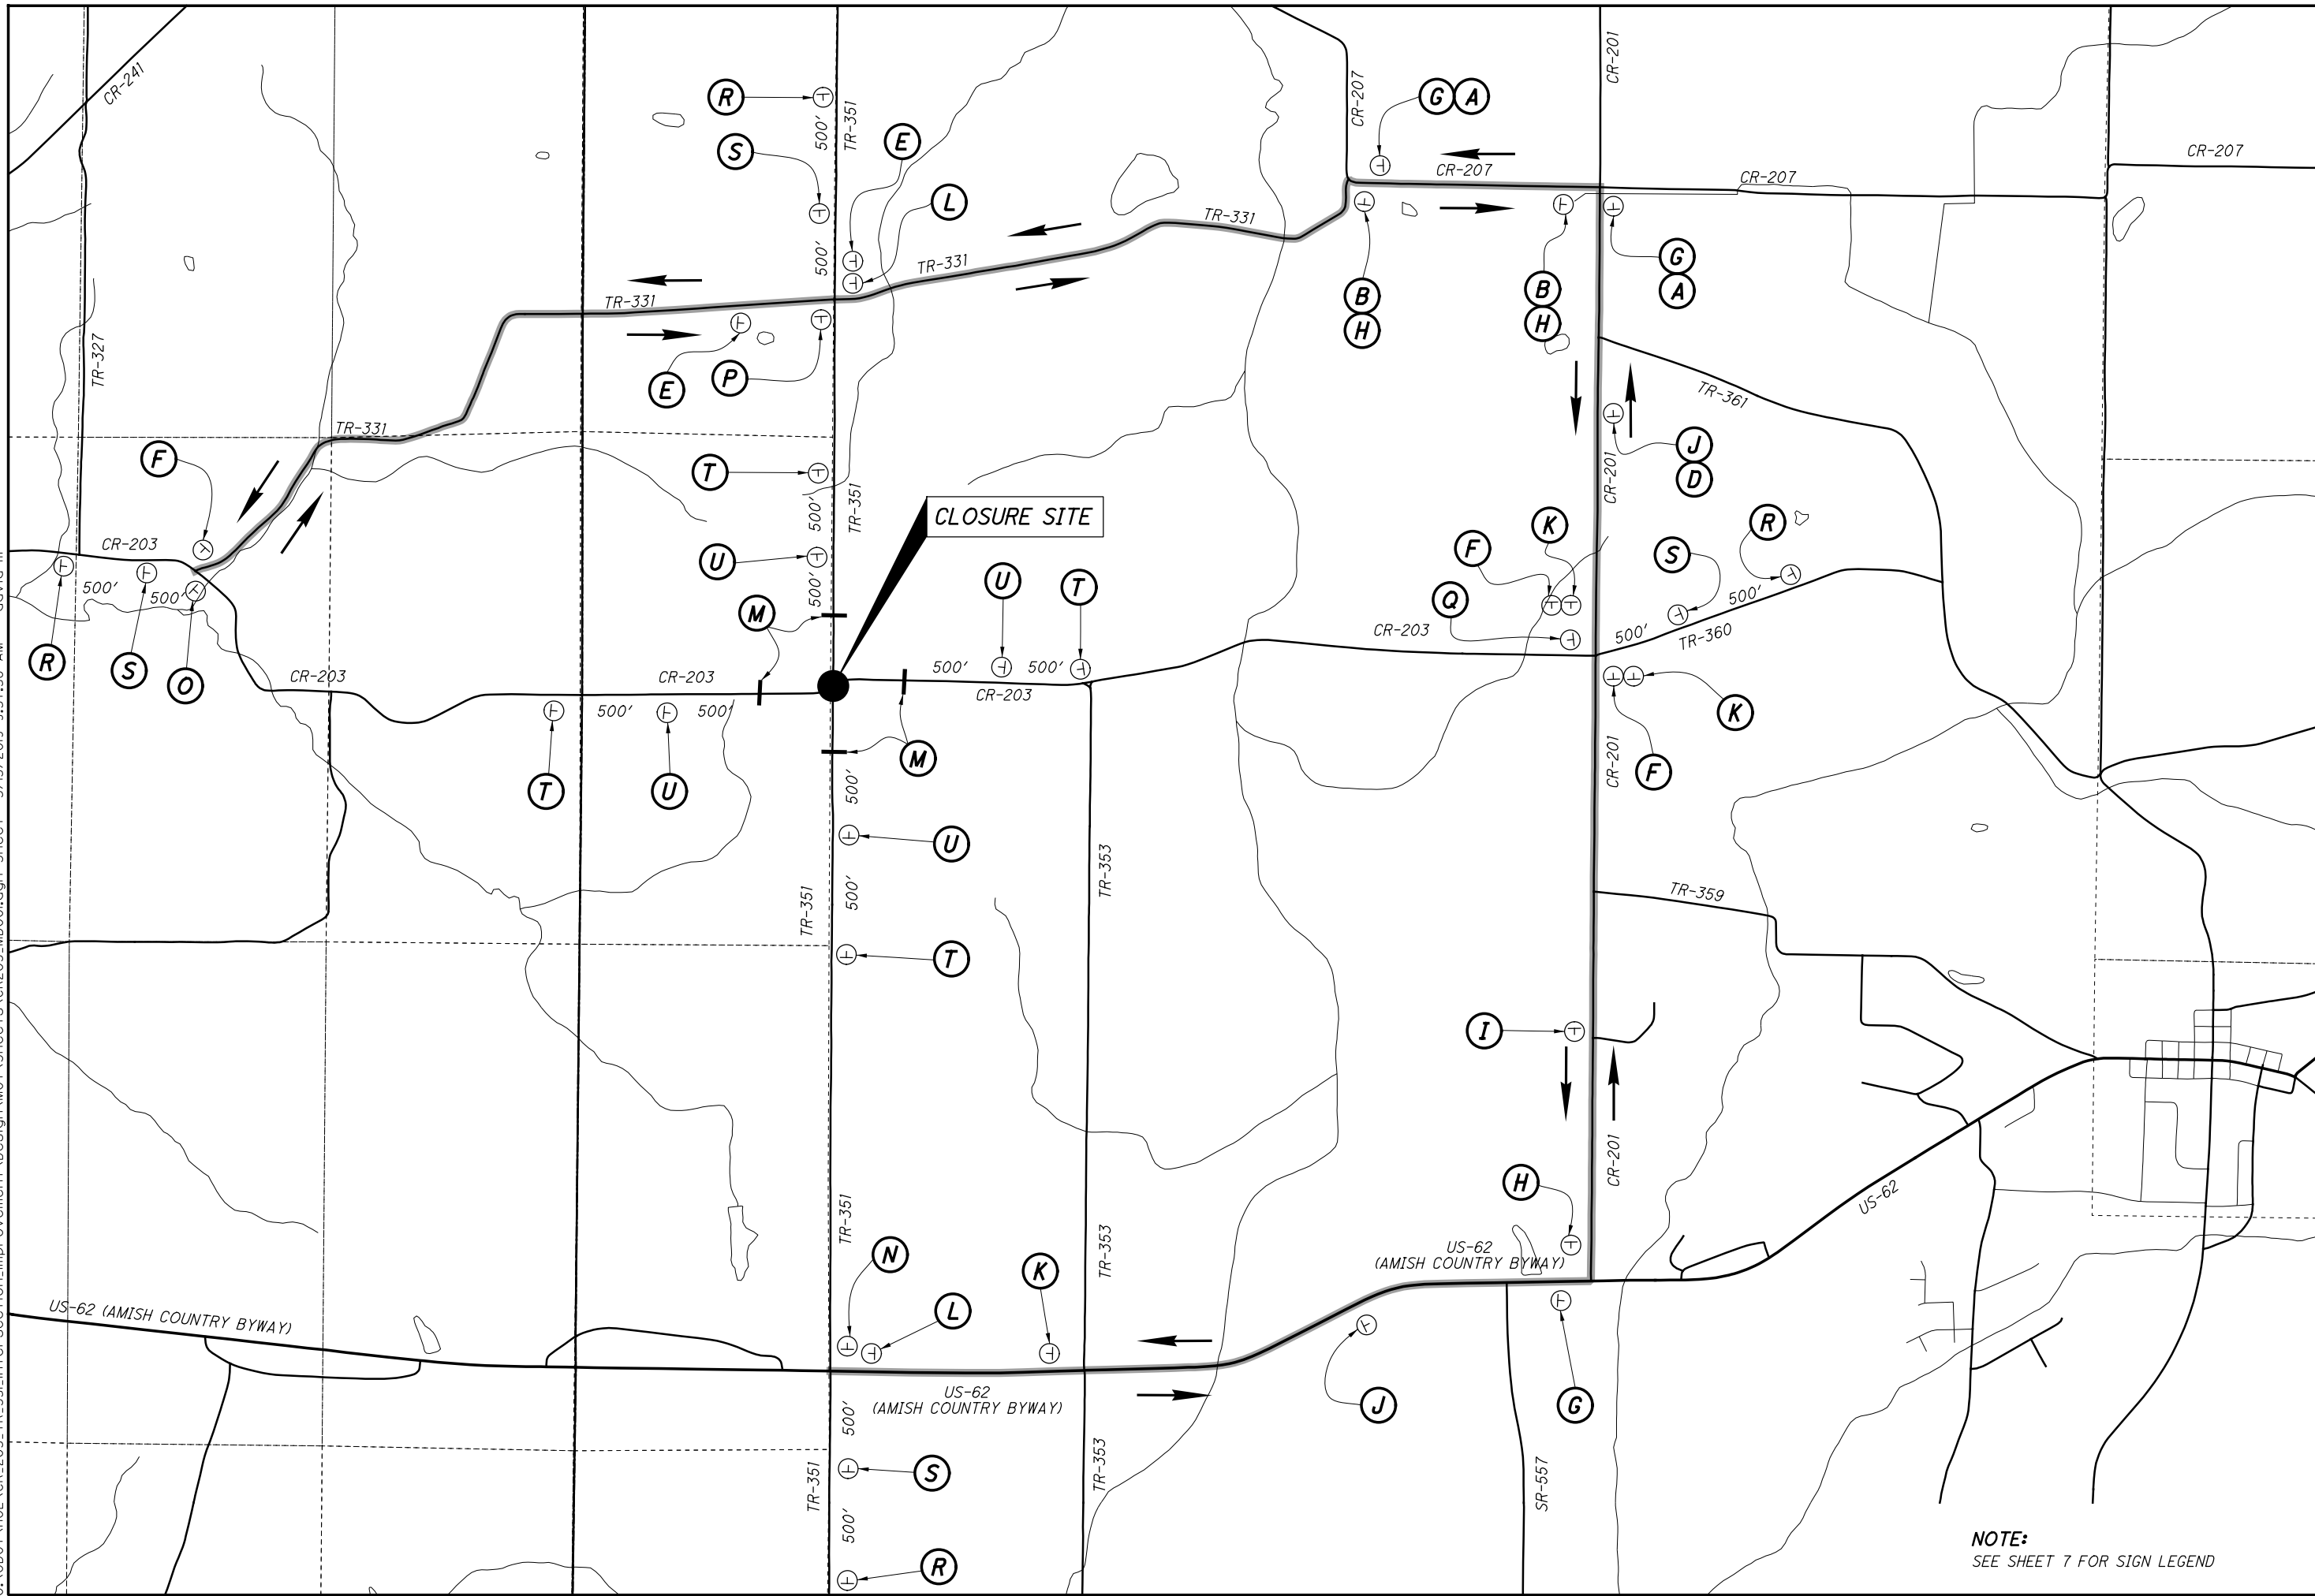 CR-241
R
TR-351
500'
S
E
L
500'
CR-207
G A
CR-207
CR-201
CR-207
CR-207
TR-331
TR-331
TR-331
E
P
B
H
B
H
G
A
TR-327
TR-331
F
T
TR-351
500'
U
500'
CLOSURE SITE
TR-361
CR-201
J
D
R
K
F
S
Q
500'
500'
TR-360
CR-203
500'
500'
R
S
O
CR-203
M
CR-203
U
T
500'
500'
CR-203
CR-203
K
F
CR-201
T
500'
U
500'
M
500'
U
TR-351
500'
T
TR-353
TR-359
I
CR-201
H
US-62
US-62
(AMISH COUNTRY BYWAY)
TR-351
N
K
TR-353
L
US-62 (AMISH COUNTRY BYWAY)
US-62
(AMISH COUNTRY BYWAY)
J
G
500'
S
TR-351
500'
R
TR-353
SR-557
NOTE:
SEE SHEET 7 FOR SIGN LEGEND